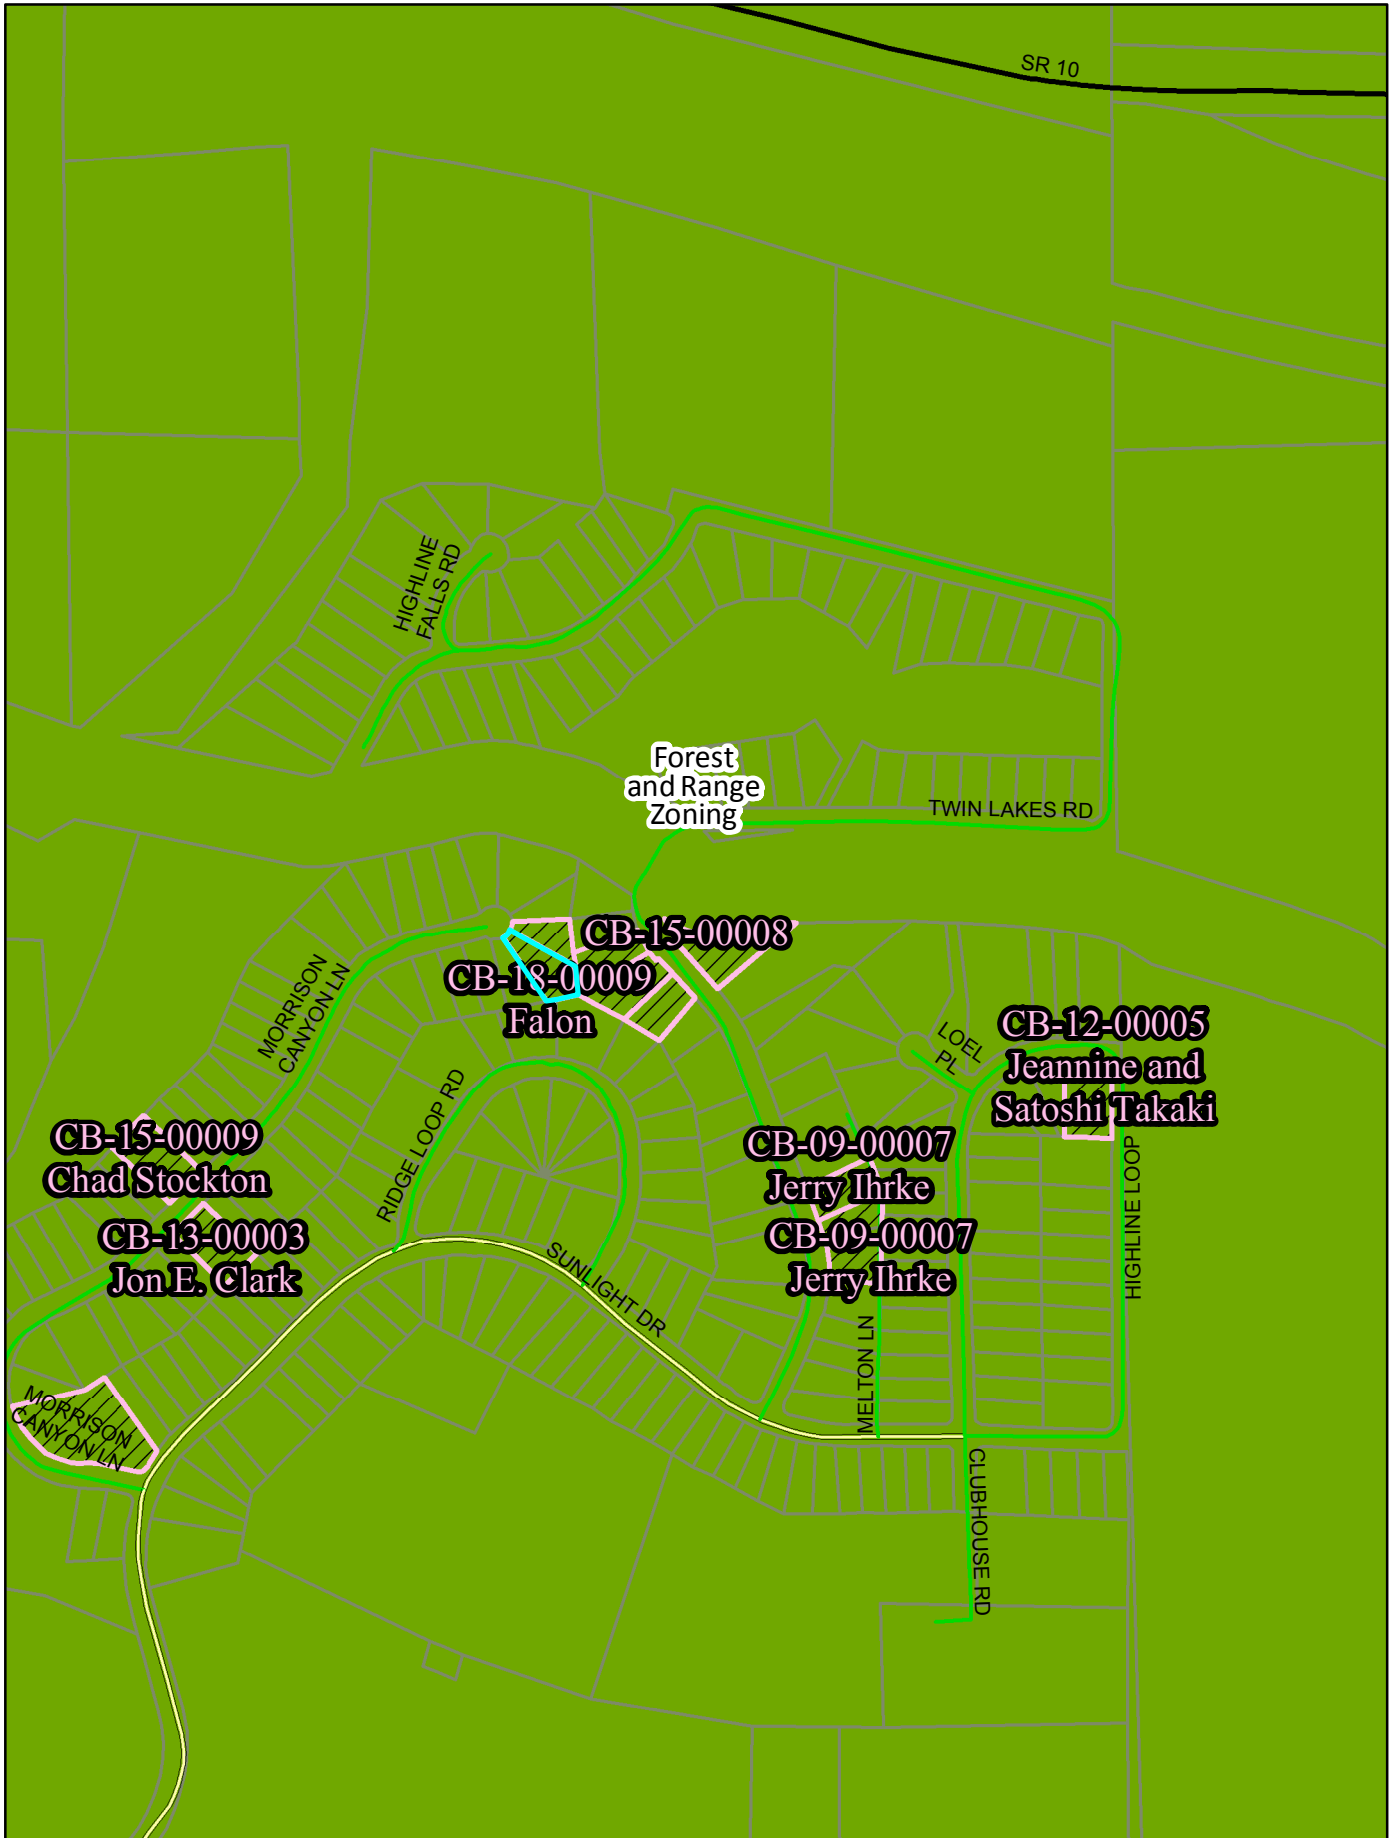 SR 10
HIGHLINE
FALLS RD
Forest
and Range
Zoning
TWIN LAKES RD
CB-15-00008
CB-18-00009
Falon
MORRISON
CANYON LN
LOEL
PL
CB-12-00005
Jeannine and
Satoshi Takaki
RIDGE LOOP RD
CB-15-00009
Chad Stockton
CB-09-00007
Jerry Ihrke
CB-13-00003
Jon E. Clark
CB-09-00007
Jerry Ihrke
HIGHLINE LOOP
SUNLIGHT DR
MELTON LN
MORRISON
CANYON LN
CLUBHOUSE RD